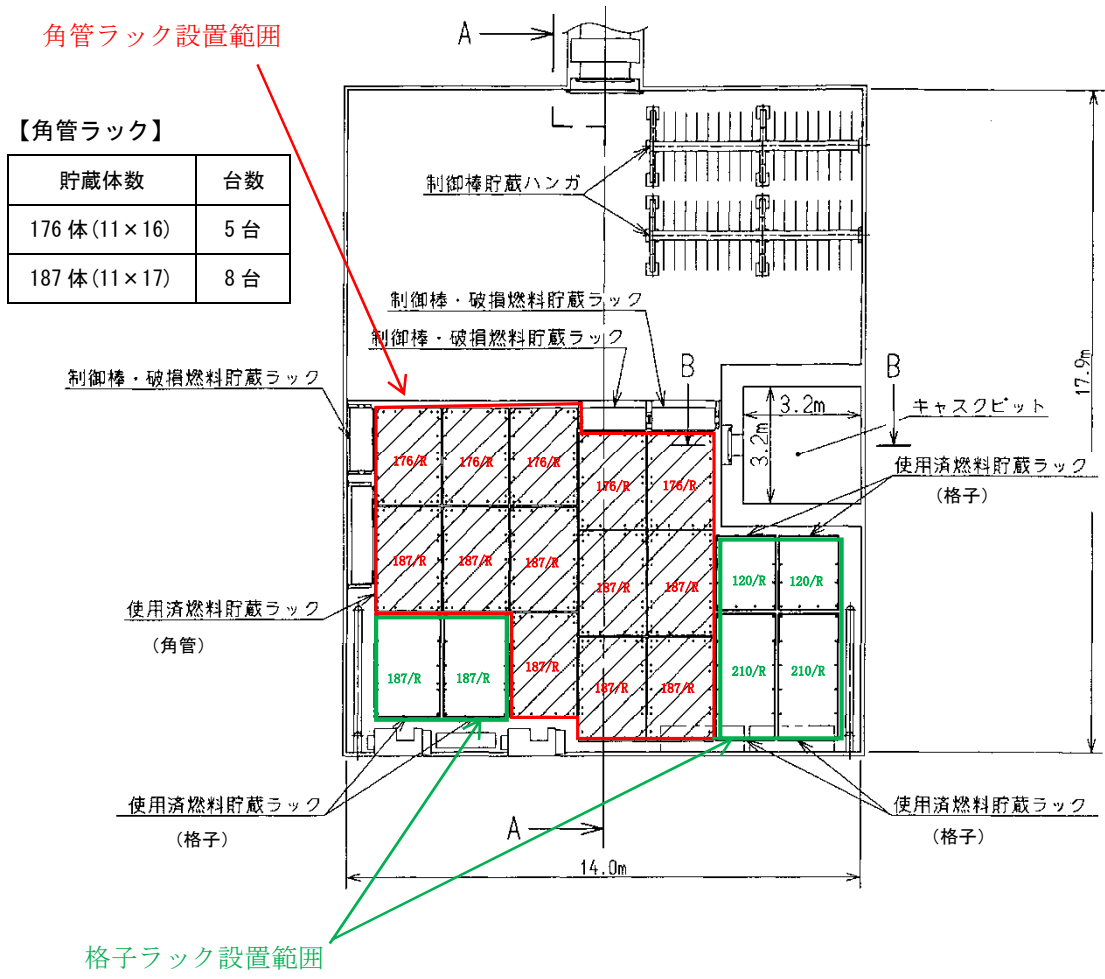 角管ラック設置範囲
A
【角管ラック】
貯蔵体数 台数
176 体(11×16) 5 台
187 体(11×17) 8 台
制御棒貯蔵ハンガ
制御棒・破損燃料貯蔵ラック
制御棒・破損燃料貯蔵ラック
制御棒・破損燃料貯蔵ラック
B B
17.9m
3.2m
3.2m
キャスクピット
使用済燃料貯蔵ラック
(格子)
176/R 176/R 176/R
176/R 176/R
187/R 187/R 187/R
187/R 187/R
120/R 120/R
使用済燃料貯蔵ラック
(角管)
187/R 187/R
187/R
187/R 187/R
210/R 210/R
使用済燃料貯蔵ラック
(格子)
使用済燃料貯蔵ラック
(格子)
A
14.0m
格子ラック設置範囲